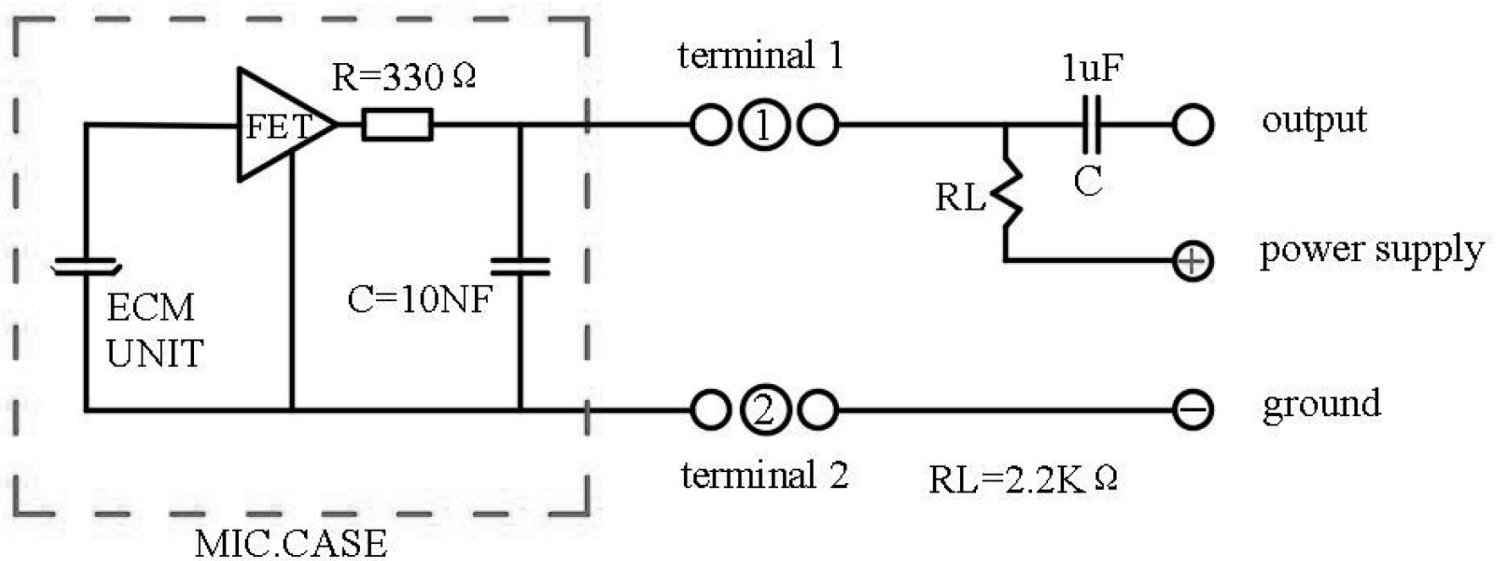 terminal 1
1uF
R=330Ω
FET
1
output
C
RL
power supply
+
C=10NF
ECM
UNIT
2
−
ground
terminal 2
RL=2.2KΩ
MIC.CASE